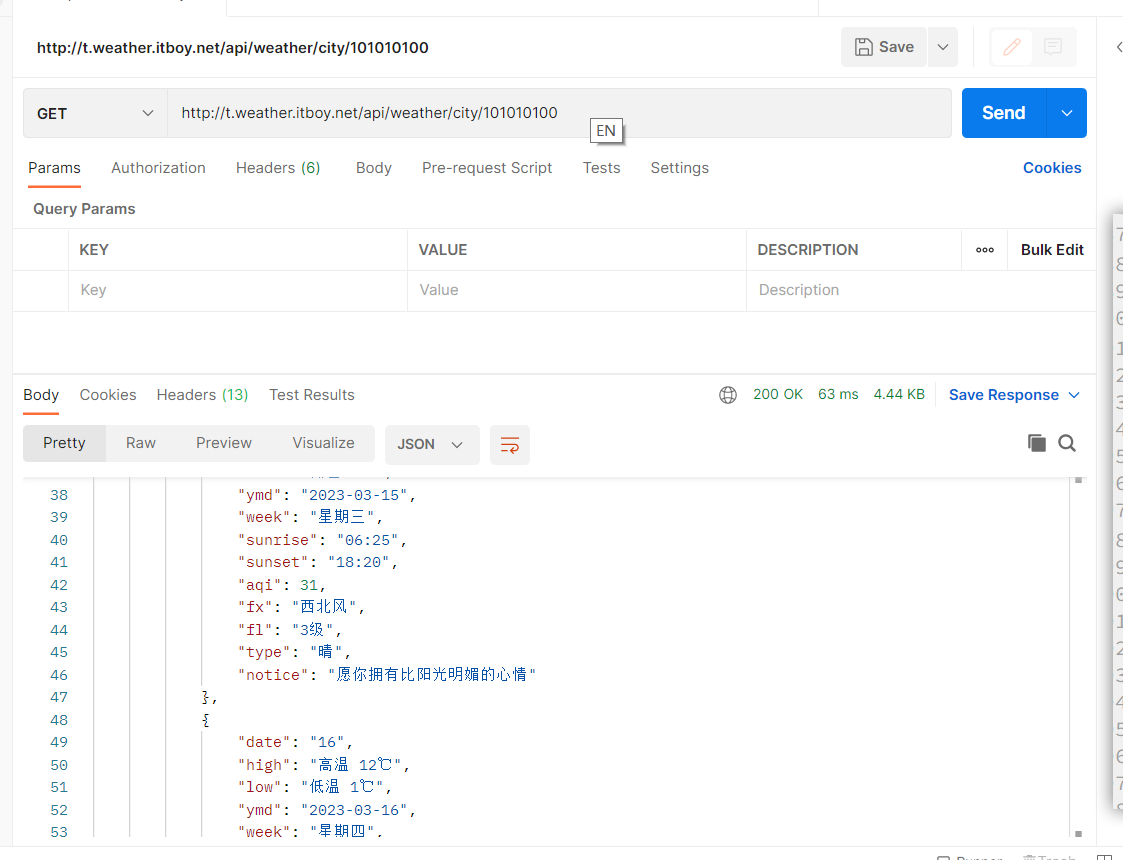 http://t.weather.itboy.net/api/weather/city/101010100
Save
GET
http://t.weather.itboy.net/api/weather/city/101010100
Send
EN
Params Authorization Headers (6) Body Pre-request Script Tests Settings Cookies
Query Params
KEY VALUE DESCRIPTION ooo Bulk Edit
Key Value Description
Body Cookies Headers (13) Test Results 200 OK 63 ms 4.44 KB Save Response
Pretty Raw Preview Visualize JSON
38 "ymd": "2023-03-15",
39 "week": "星期三",
40 "sunrise": "06:25",
41 "sunset": "18:20",
42 "aqi": 31,
43 "fx": "西北风",
44 "fl": "3级",
45 "type": "晴",
46 "notice": "愿你拥有比阳光明媚的心情"
47 },
48 {
49 "date": "16",
50 "high": "高温 12℃",
51 "low": "低温 1℃",
52 "ymd": "2023-03-16",
53 "week": "星期四",